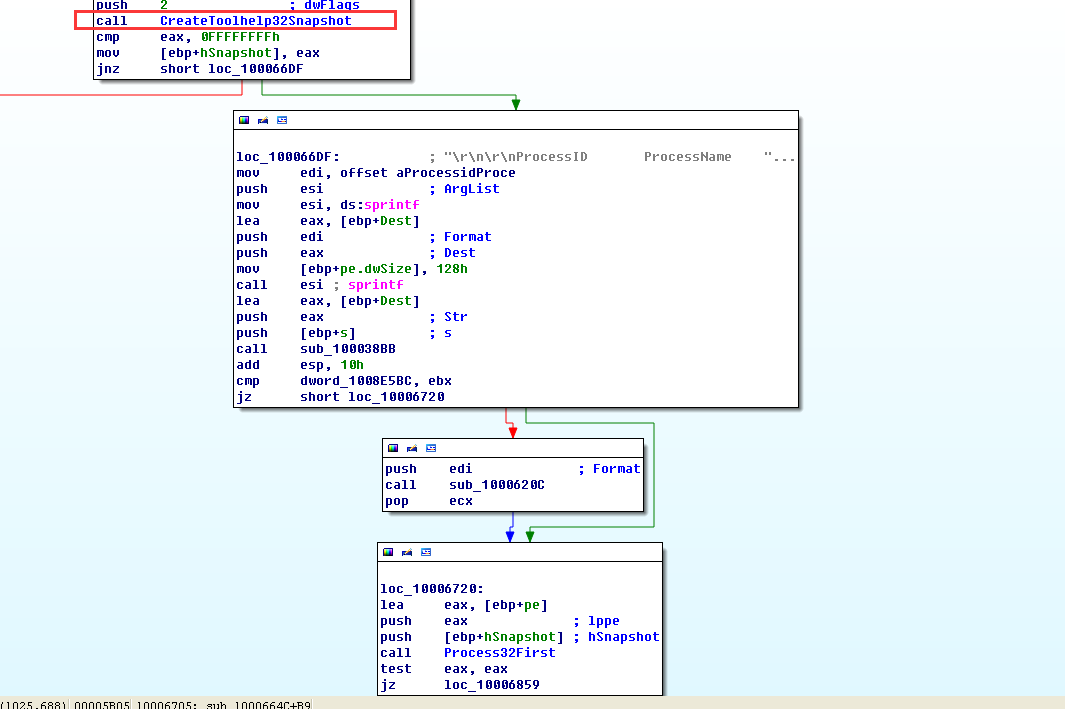 push    2               ; dwFlags
call    CreateToolhelp32Snapshot
cmp     eax, 0FFFFFFFFh
mov     [ebp+hSnapshot], eax
jnz     short loc_100066DF
loc_100066DF:           ; "\r\n\r\nProcessID       ProcessName    "...
mov     edi, offset aProcessidProce
push    esi             ; ArgList
mov     esi, ds:sprintf
lea     eax, [ebp+Dest]
push    edi             ; Format
push    eax             ; Dest
mov     [ebp+pe.dwSize], 128h
call    esi ; sprintf
lea     eax, [ebp+Dest]
push    eax             ; Str
push    [ebp+s]         ; s
call    sub_100038BB
add     esp, 10h
cmp     dword_1008E5BC, ebx
jz      short loc_10006720
push    edi             ; Format
call    sub_1000620C
pop     ecx
loc_10006720:
lea     eax, [ebp+pe]
push    eax             ; lppe
push    [ebp+hSnapshot] ; hSnapshot
call    Process32First
test    eax, eax
jz      loc_10006859
(1025,688) 00005B05 10006705: sub_1000664C+B9